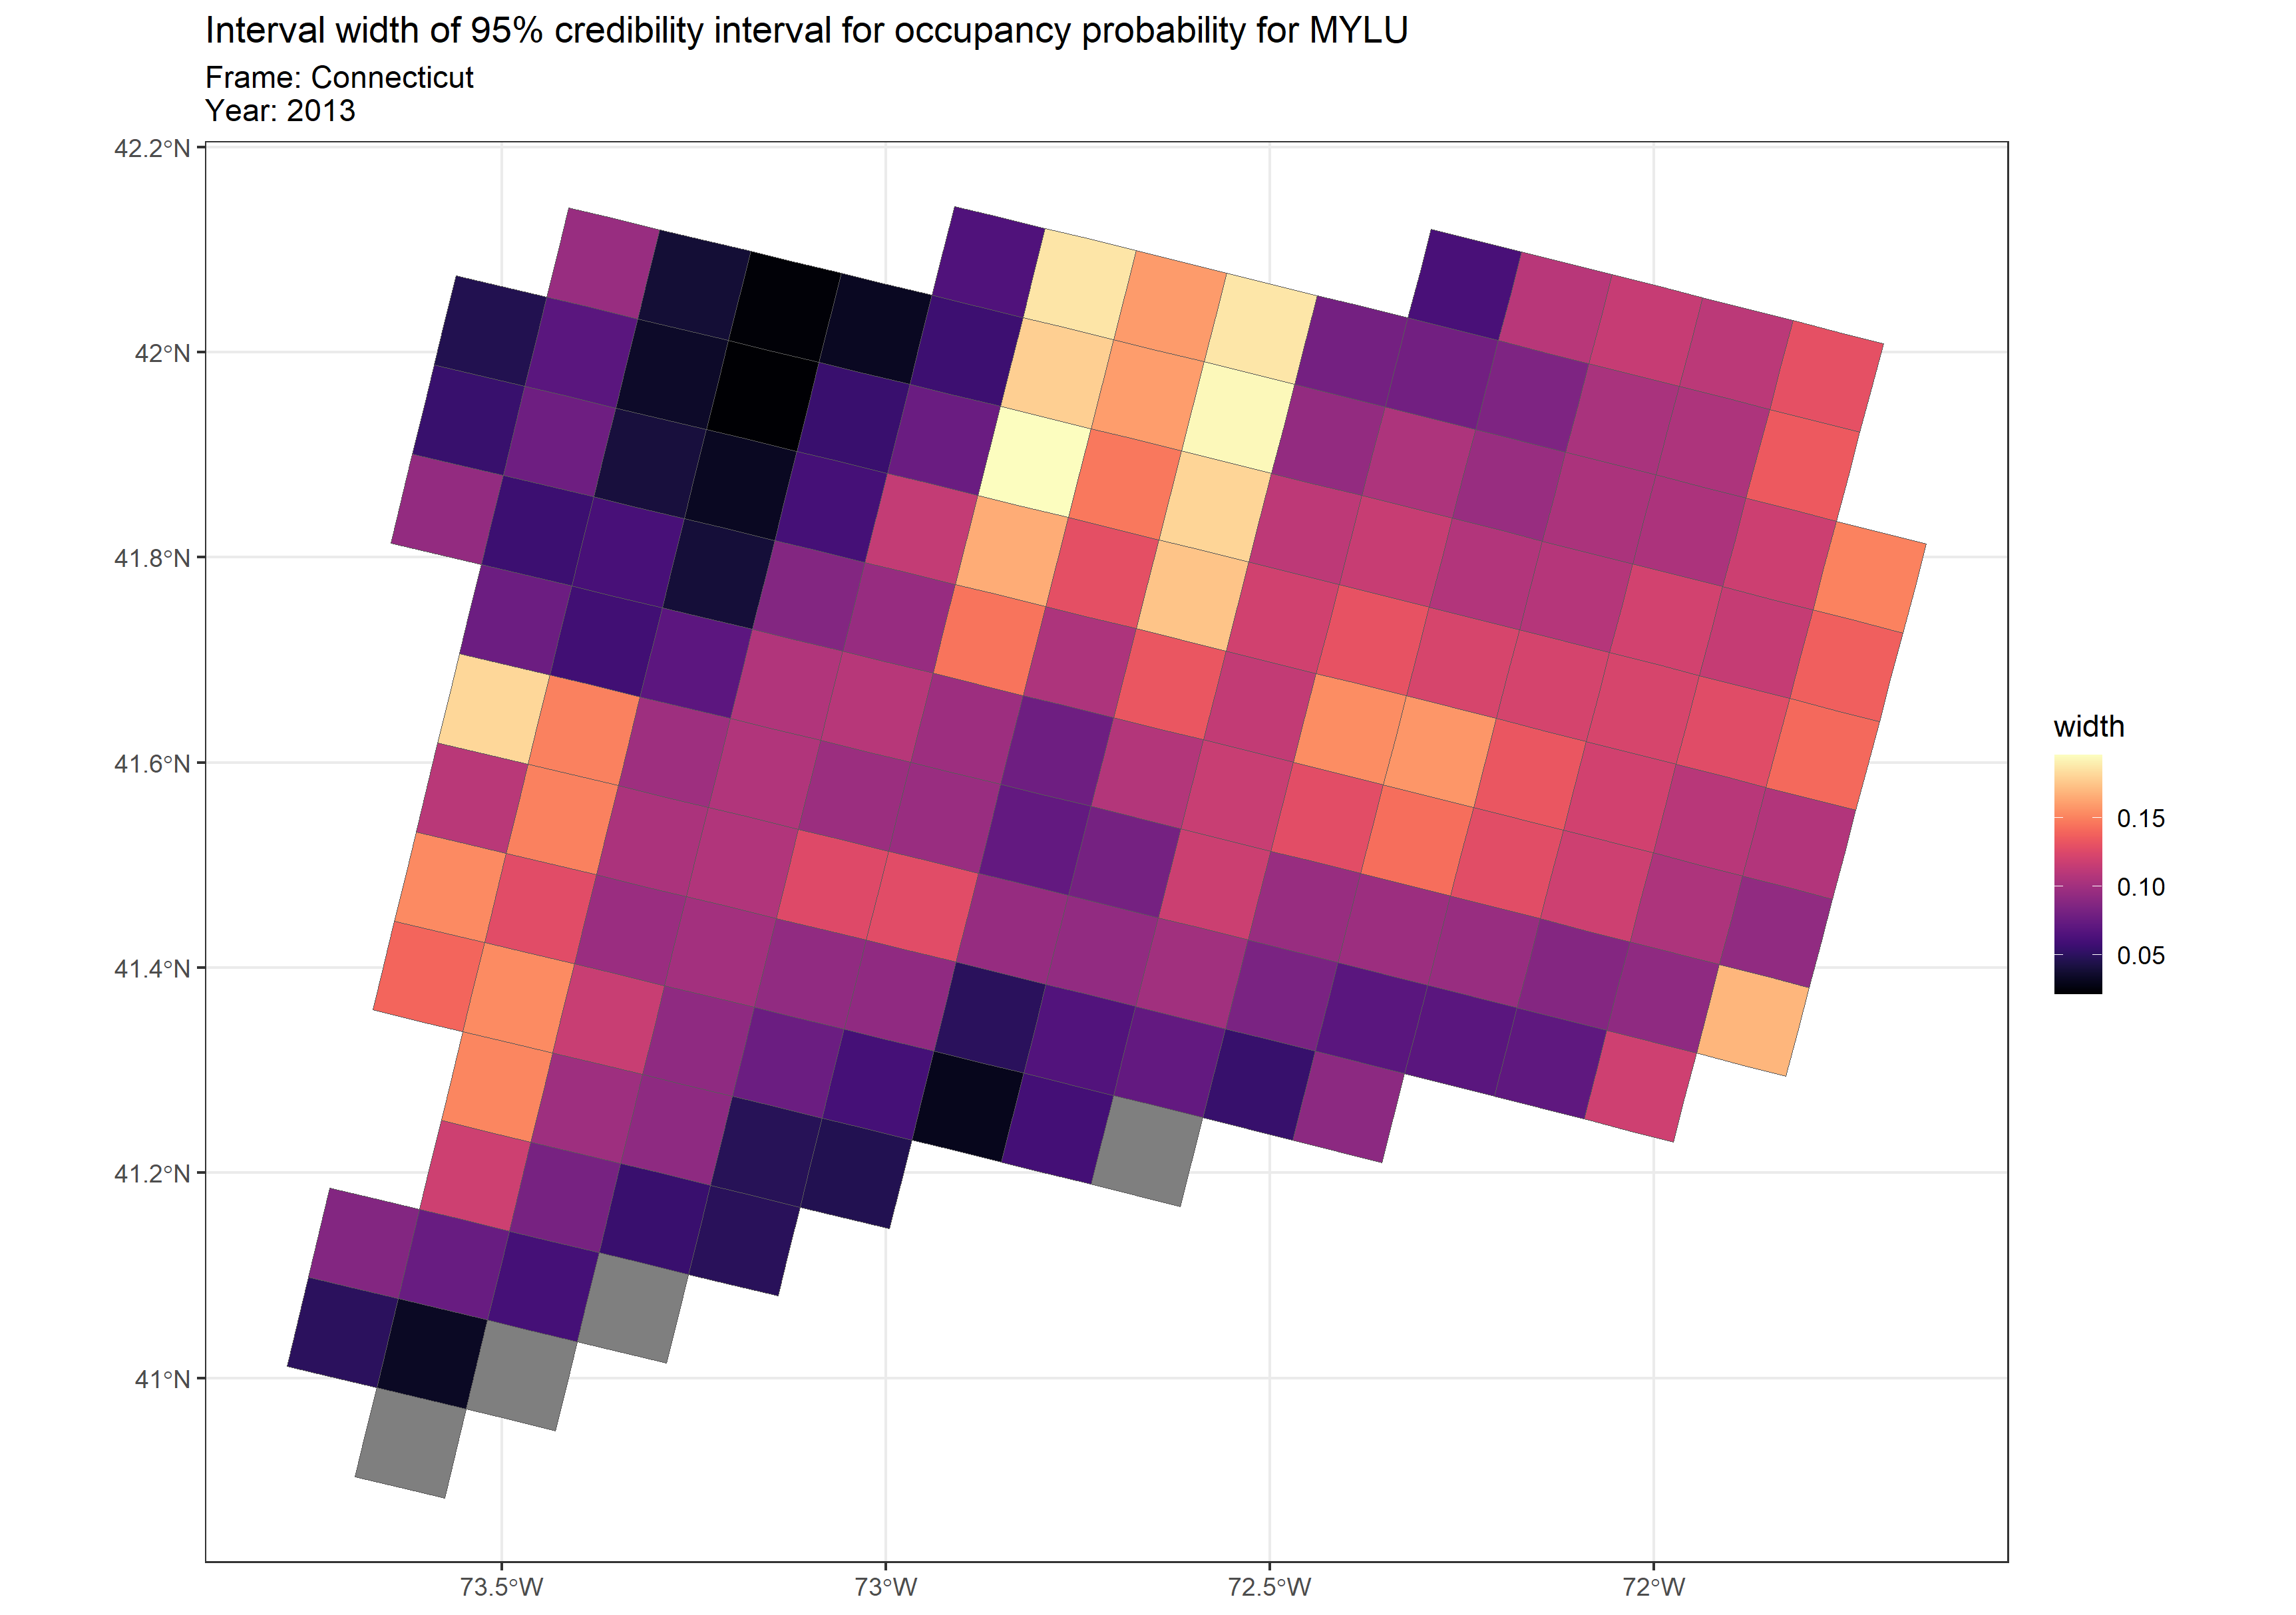 Interval width of 95% credibility interval for occupancy probability for MYLU
Frame: Connecticut
Year: 2013
42.2°N
42°N
41.8°N
41.6°N
41.4°N
41.2°N
41°N
73.5°W
73°W
72.5°W
72°W
width
0.15
0.10
0.05